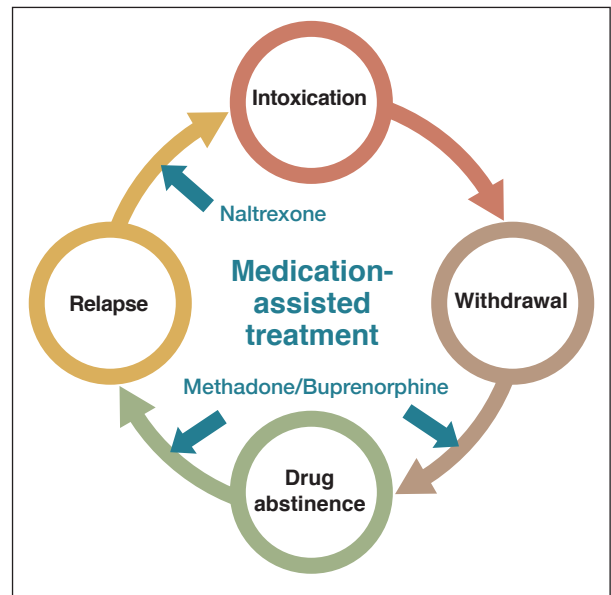 Intoxication
Naltrexone
Medication-
assisted
treatment
Relapse
Withdrawal
Methadone/Buprenorphine
Drug
abstinence